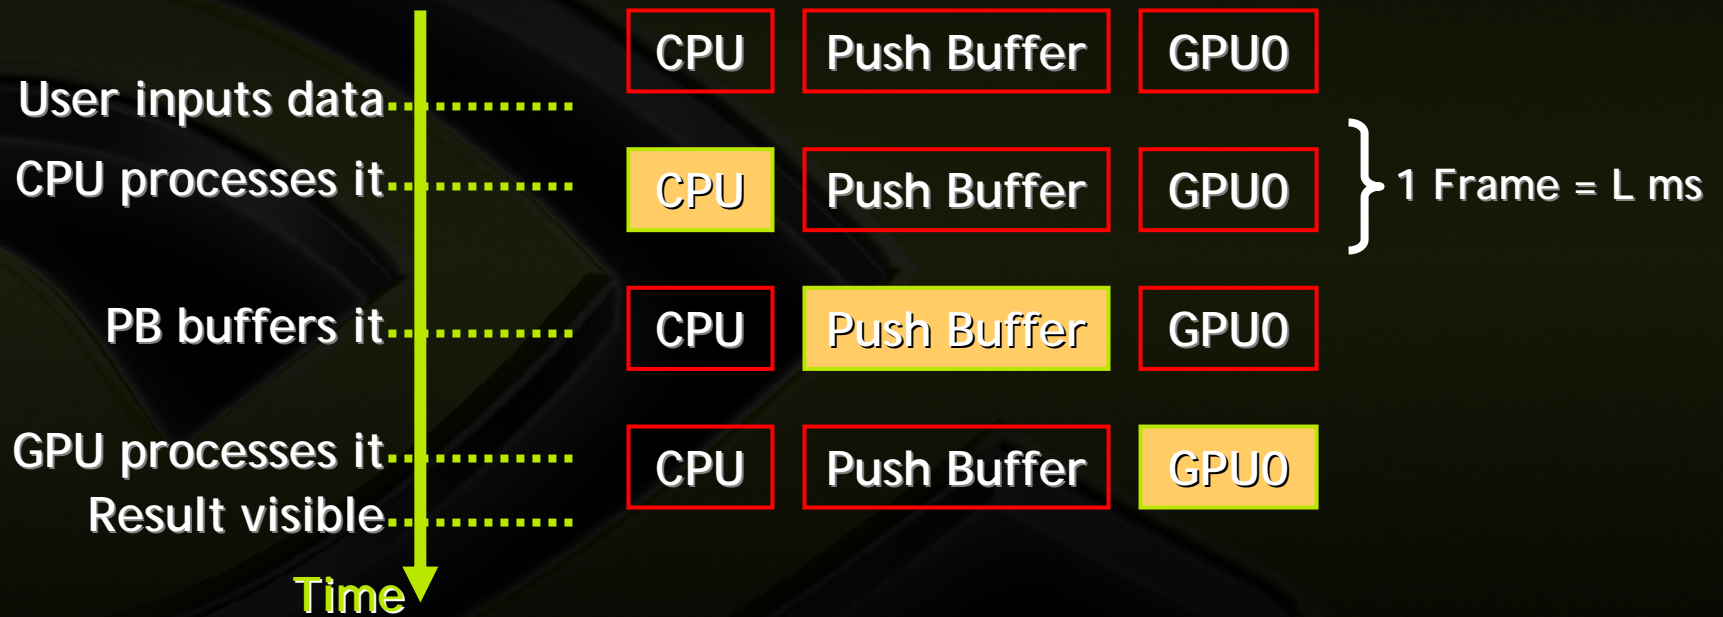 CPU Push Buffer GPU0
User inputs data
CPU processes it
CPU Push Buffer GPU0
1 Frame = L ms
PB buffers it
CPU Push Buffer GPU0
GPU processes it
CPU Push Buffer GPU0
Result visible
Time